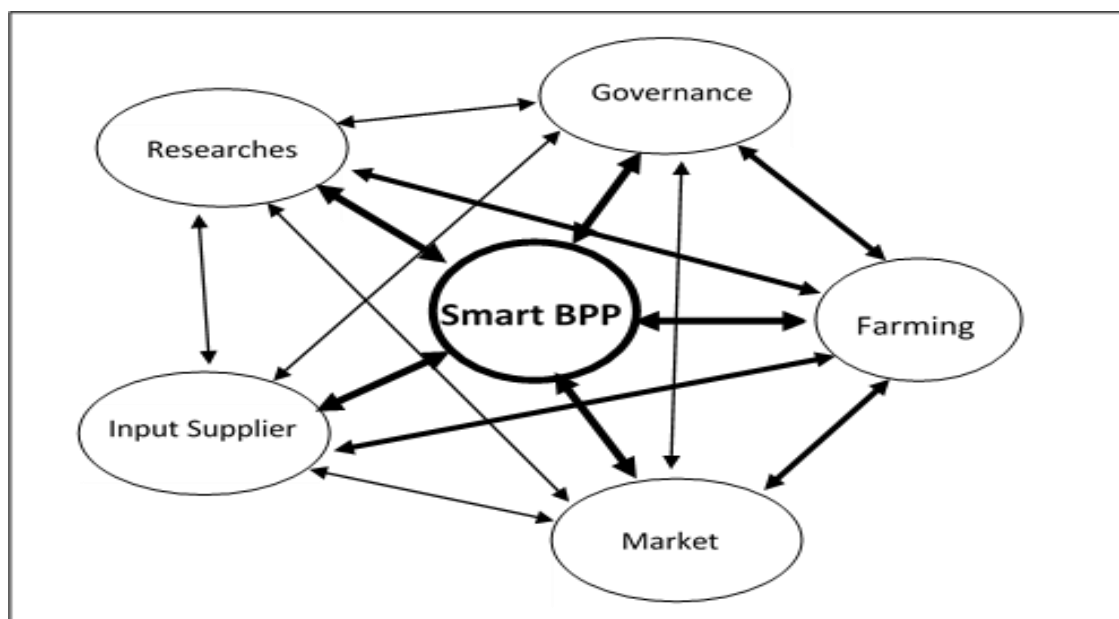 Governance
Researches
Smart BPP
Farming
Input Supplier
Market